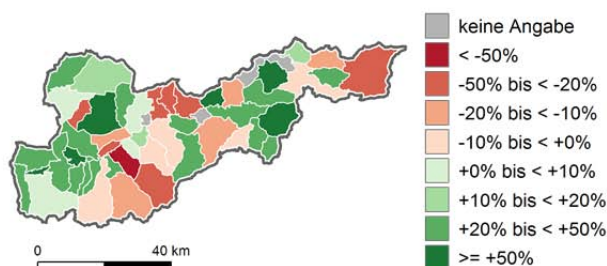 keine Angabe
< -50%
-50% bis < -20%
-20% bis < -10%
-10% bis < +0%
+0% bis < +10%
+10% bis < +20%
+20% bis < +50%
>= +50%
0 40 km